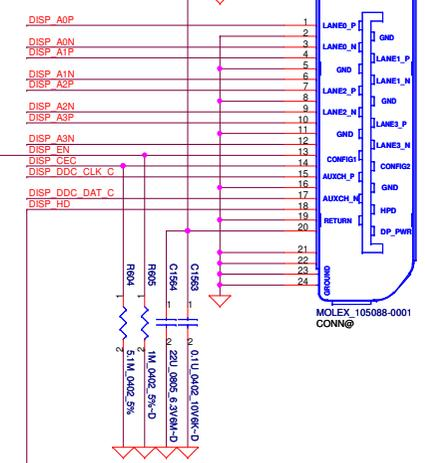 DISP_A0P
DISP_A0N
DISP_A1P
DISP_A1N
DISP_A2P
DISP_A2N
DISP_A3P
DISP_A3N
DISP_EN
DISP_CEC
DISP_DDC_CLK_C
DISP_DDC_DAT_C
DISP_HD
1
2
3
4
5
6
7
8
9
10
11
12
13
14
15
16
17
18
19
20
21
22
23
24
LANE0_P
GND
LANE0_N
LANE1_P
GND
LANE1_N
LANE2_P
GND
LANE2_N
LANE3_P
GND
LANE3_N
CONFIG1
CONFIG2
AUXCH_P
GND
AUXCH_N
HPD
RETURN
DP_PWR
GROUND
MOLEX_105088-0001
CONN@
R604
R605
C1564
C1563
1
1
1
1
2
2
2
2
5.1M_0402_5%
1M_0402_5%~D
22U_0805_6.3V6M~D
0.1U_0402_10V6K~D